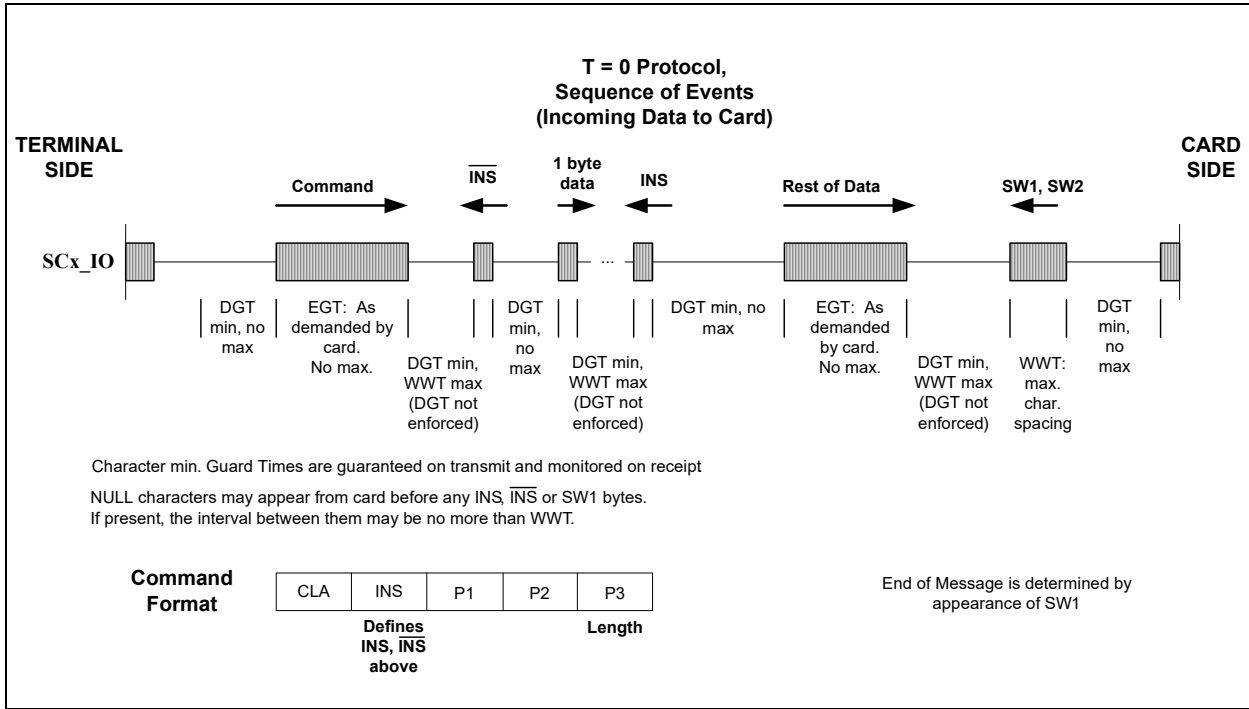 T = 0 Protocol,
Sequence of Events
(Incoming Data to Card)
TERMINAL
SIDE
CARD
SIDE
Command
I̅N̅S̅
1 byte
data
INS
Rest of Data
SW1, SW2
SCx_IO
...
DGT
min, no
max
EGT: As
demanded by
card.
No max.
DGT min,
WWT max
(DGT not
enforced)
DGT
min,
no
max
DGT min,
WWT max
(DGT not
enforced)
DGT min, no
max
EGT: As
demanded
by card.
No max.
DGT min,
WWT max
(DGT not
enforced)
WWT:
max.
char.
spacing
DGT
min,
no
max
Character min. Guard Times are guaranteed on transmit and monitored on receipt
NULL characters may appear from card before any INS, I̅N̅S̅ or SW1 bytes.
If present, the interval between them may be no more than WWT.
Command
Format
CLA INS P1 P2 P3
Defines
INS, I̅N̅S̅
above
Length
End of Message is determined by
appearance of SW1